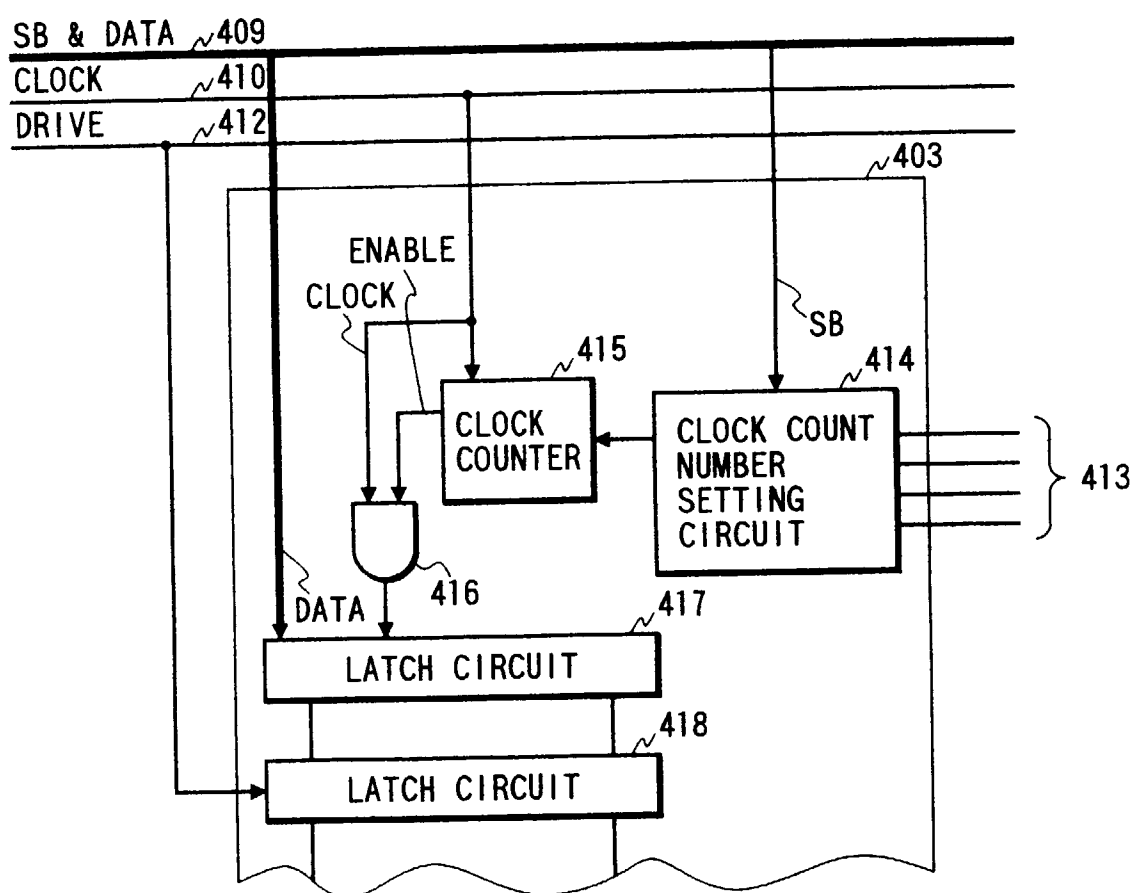 SB & DATA 409
CLOCK 410
DRIVE 412
403
ENABLE
CLOCK
SB
415
414
CLOCK
COUNTER
CLOCK COUNT
NUMBER
SETTING
CIRCUIT
413
416
DATA
417
LATCH CIRCUIT
418
LATCH CIRCUIT